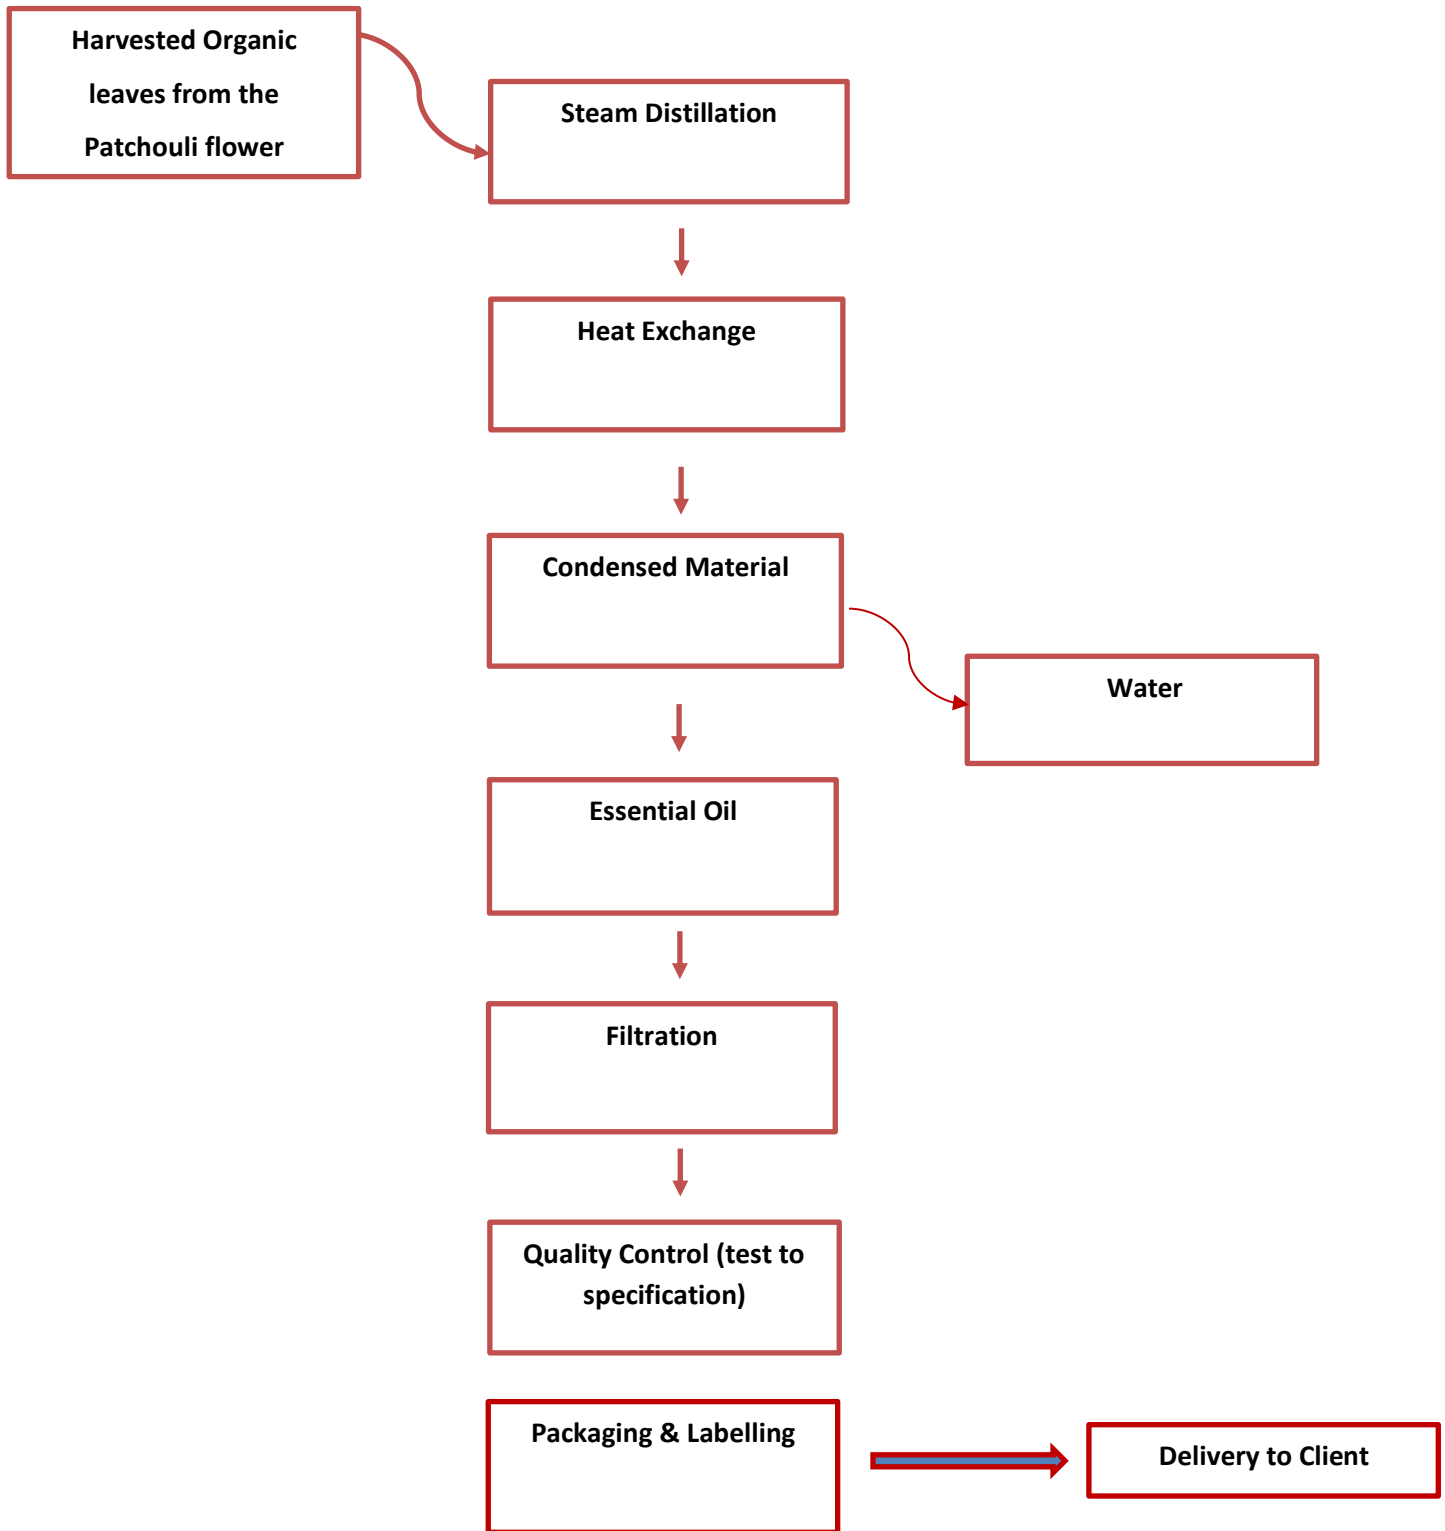 Harvested Organic
leaves from the
Patchouli flower
Steam Distillation
Heat Exchange
Condensed Material
Water
Essential Oil
Filtration
Quality Control (test to
specification)
Packaging & Labelling
Delivery to Client